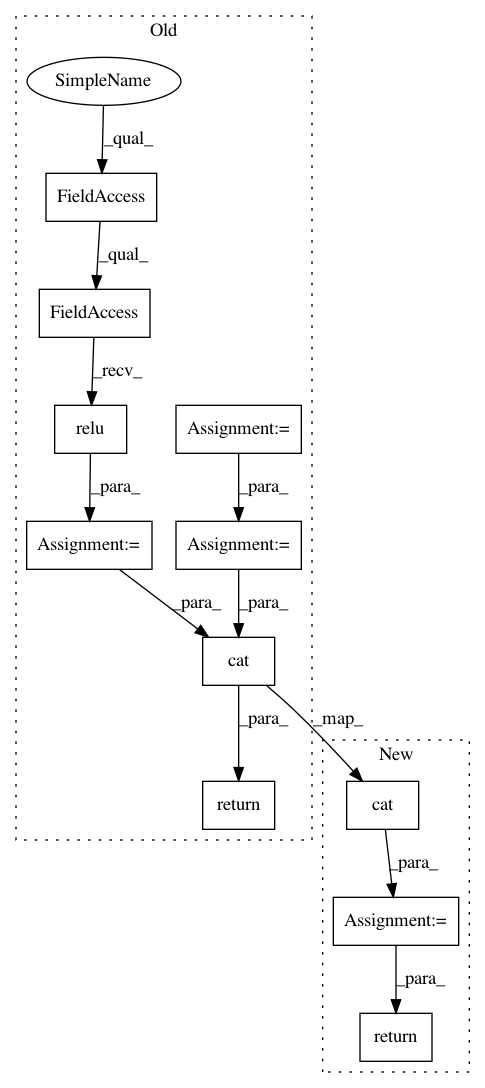 Old
SimpleName
_qual_
FieldAccess
_qual_
FieldAccess
_recv_
relu
Assignment:=
_para_
_para_
Assignment:=
Assignment:=
_para_
_para_
cat
_para_
_map_
New
return
cat
_para_
Assignment:=
_para_
return